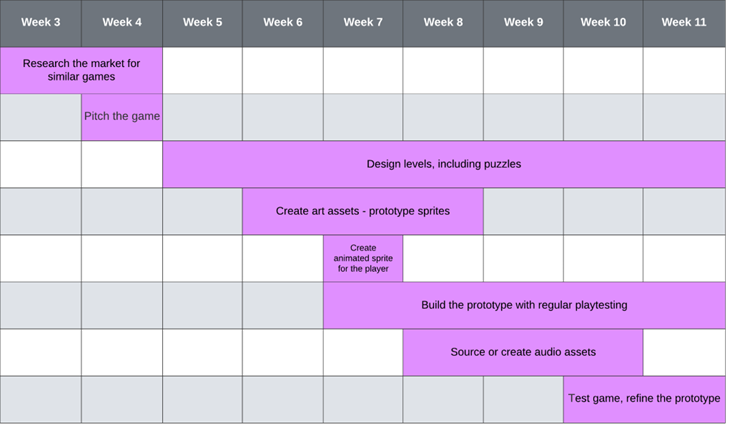 Week 3 Week 4 Week 5 Week 6 Week 7 Week 8 Week 9 Week 10 Week 11
Research the market for
similar games
Pitch the game
Design levels, including puzzles
Create art assets - prototype sprites
Create
animated sprite
for the player
Build the prototype with regular playtesting
Source or create audio assets
Test game, refine the prototype